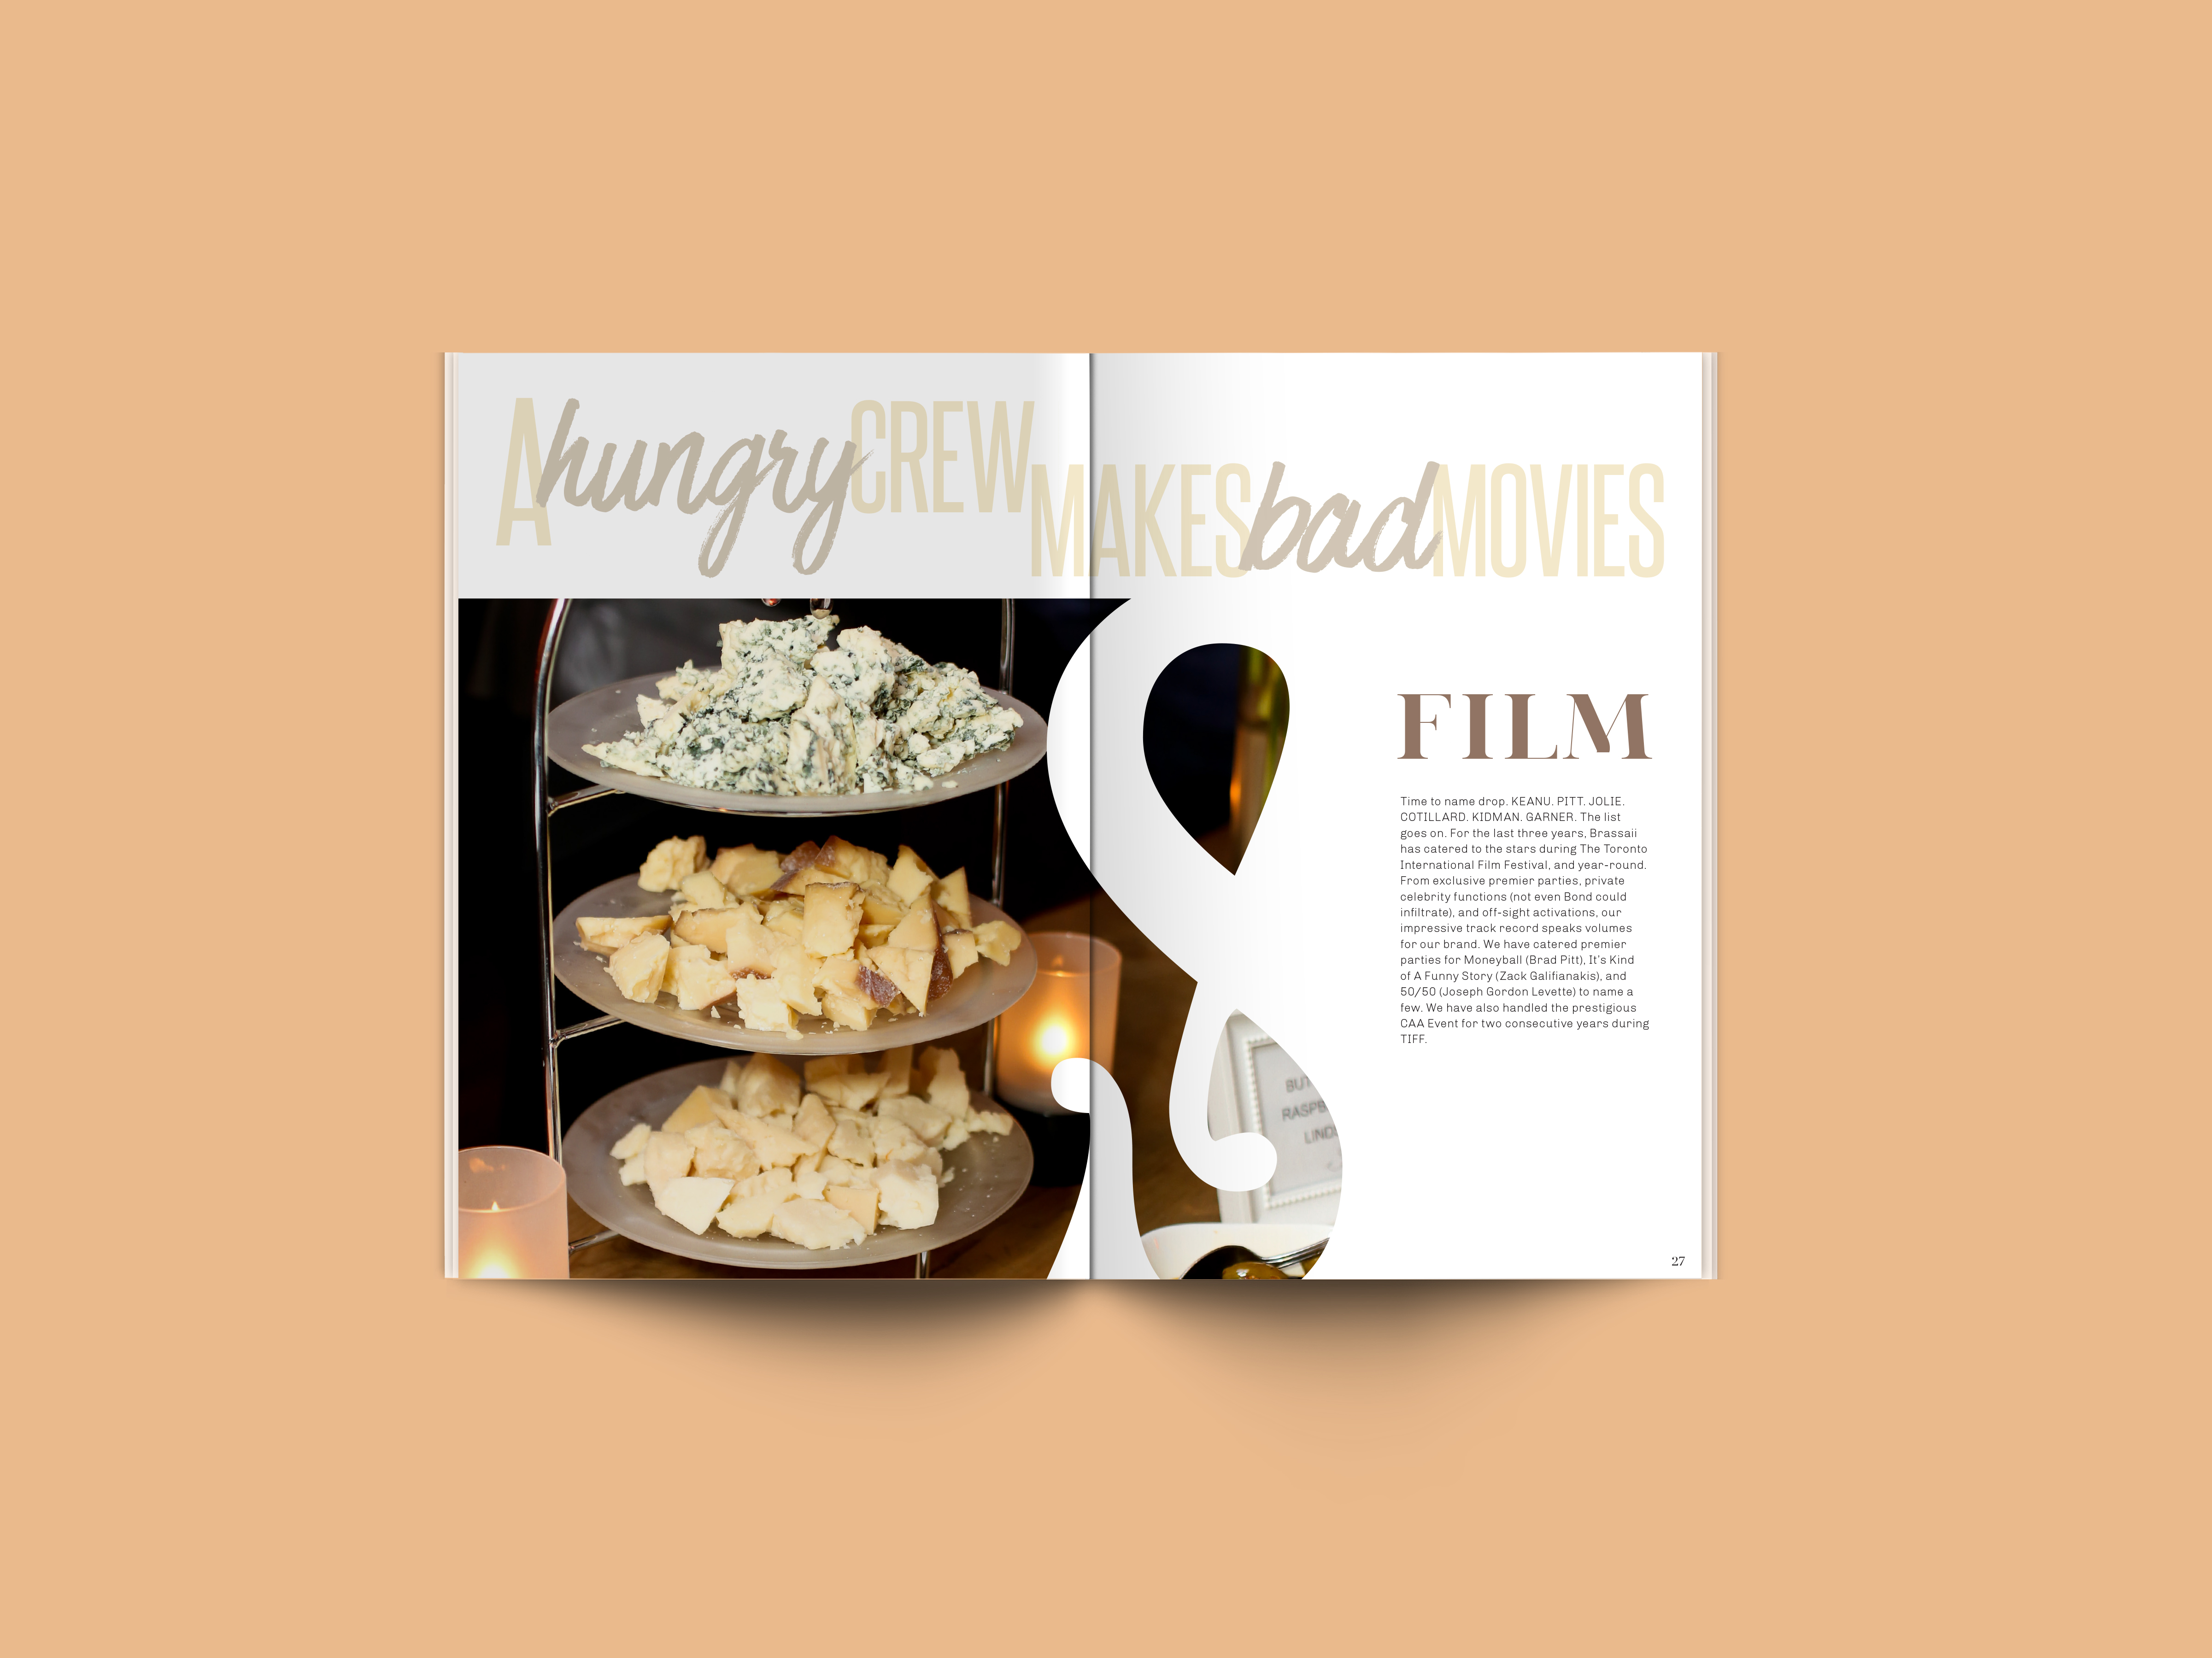 A hungry CREW
MAKES bad MOVIES
FILM
Time to name drop. KEANU. PITT. JOLIE.
COTILLARD. KIDMAN. GARNER. The list
goes on. For the last three years, Brassaii
has catered to the stars during The Toronto
International Film Festival, and year-round.
From exclusive premier parties, private
celebrity functions (not even Bond could
infiltrate), and off-sight activations, our
impressive track record speaks volumes
for our brand. We have catered premier
parties for Moneyball (Brad Pitt), It's Kind
of A Funny Story (Zack Galifianakis), and
50/50 (Joseph Gordon Levette) to name a
few. We have also handled the prestigious
CAA Event for two consecutive years during
TIFF.
27